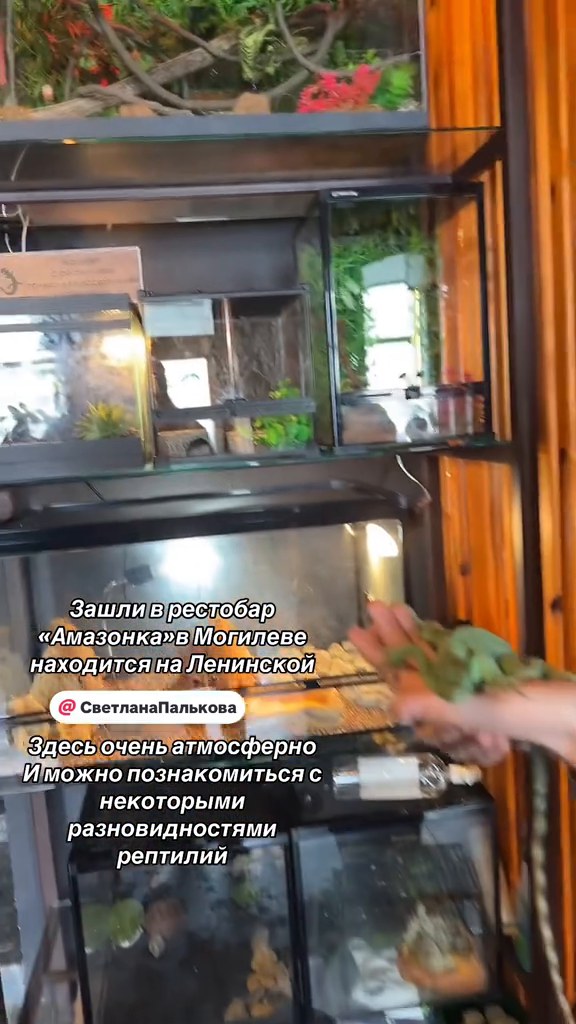 Зашли в рестобар
«Амазонка»в Могилеве
находится на Ленинской
@ СветланаПалькова
Здесь очень атмосферно
И можно познакомиться с
некоторыми
разновидностями
рептилий